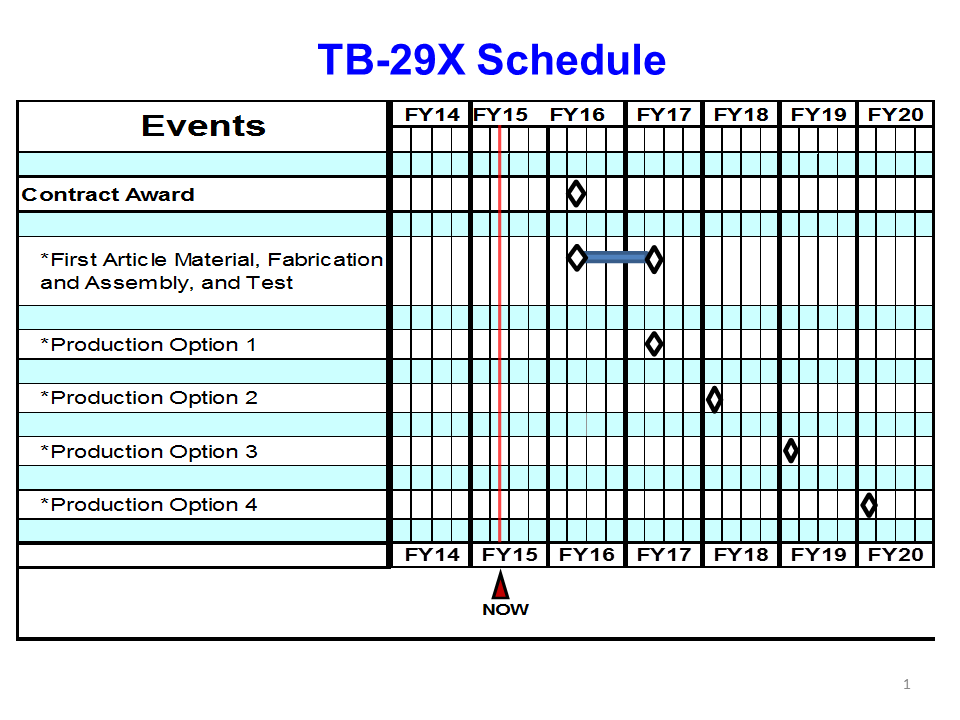 TB-29X Schedule
Events
FY14 FY15 FY16 FY17 FY18 FY19 FY20
Contract Award
*First Article Material, Fabrication
and Assembly, and Test
*Production Option 1
*Production Option 2
*Production Option 3
*Production Option 4
FY14 FY15 FY16 FY17 FY18 FY19 FY20
NOW
1